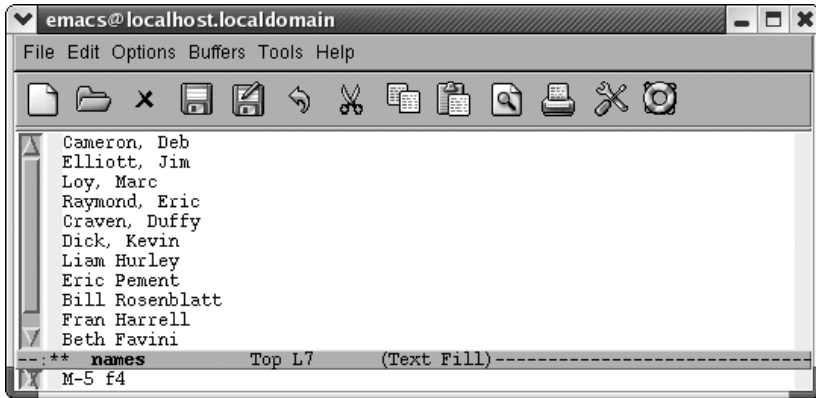 emacs@localhost.localdomain
File Edit Options Buffers Tools Help
Cameron, Deb
Elliott, Jim
Loy, Marc
Raymond, Eric
Craven, Duffy
Dick, Kevin
Liam Hurley
Eric Pement
Bill Rosenblatt
Fran Harrell
Beth Favini
--:** names Top L7 (Text Fill)------------------------------
M-5 f4